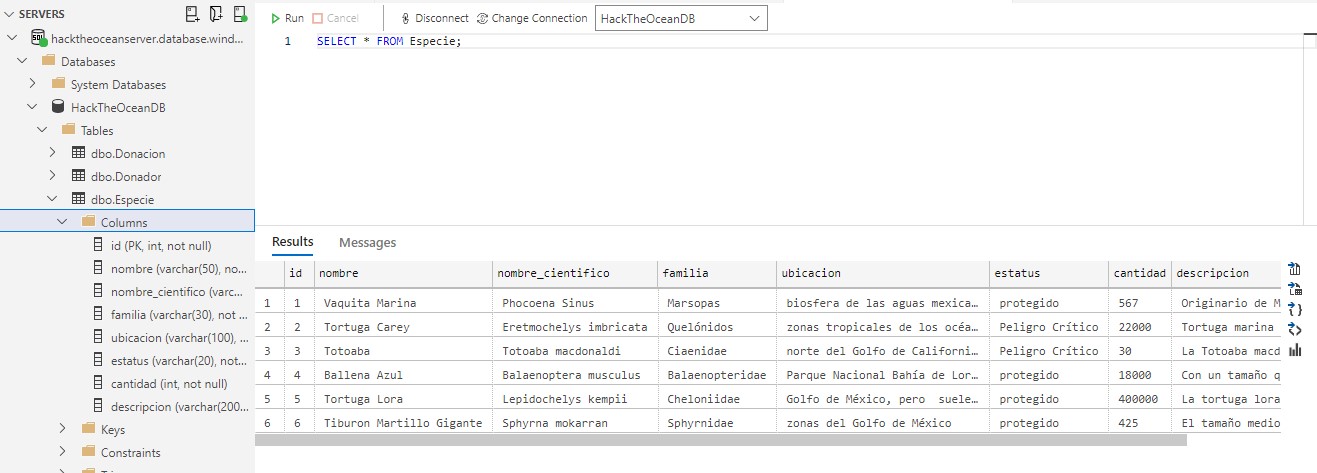 SERVERS
hacktheoceanserver.database.wind...
Databases
System Databases
HackTheOceanDB
Tables
dbo.Donacion
dbo.Donador
dbo.Especie
Columns
id (PK, int, not null)
nombre (varchar(50), no...
nombre_cientifico (varc...
familia (varchar(30), not ...
ubicacion (varchar(100), ...
estatus (varchar(20), not...
cantidad (int, not null)
descripcion (varchar(200...
Keys
Constraints
Run Cancel Disconnect Change Connection HackTheOceanDB
1 SELECT * FROM Especie;
Results Messages
id nombre nombre_cientifico familia ubicacion estatus cantidad descripcion
1 1 Vaquita Marina Phocoena Sinus Marsopas biosfera de las aguas mexica… protegido 567 Originario de M
2 2 Tortuga Carey Eretmochelys imbricata Quelónidos zonas tropicales de los océa… Peligro Crítico 22000 Tortuga marina
3 3 Totoaba Totoaba macdonaldi Ciaenidae norte del Golfo de Californi… Peligro Crítico 30 La Totoaba macd
4 4 Ballena Azul Balaenoptera musculus Balaenopteridae Parque Nacional Bahía de Lor… protegido 18000 Con un tamaño q
5 5 Tortuga Lora Lepidochelys kempii Cheloniidae Golfo de México, pero suele… protegido 400000 La tortuga lora
6 6 Tiburon Martillo Gigante Sphyrna mokarran Sphyrnidae zonas del Golfo de México protegido 425 El tamaño medio